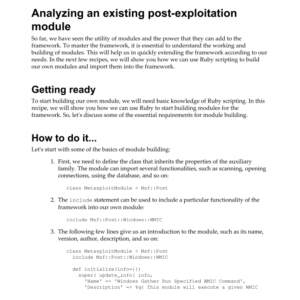 Analyzing an existing post-exploitation
module
So far, we have seen the utility of modules and the power that they can add to the
framework. To master the framework, it is essential to understand the working and
building of modules. This will help us in quickly extending the framework according to our
needs. In the next few recipes, we will show you how we can use Ruby scripting to build
our own modules and import them into the framework.
Getting ready
To start building our own module, we will need basic knowledge of Ruby scripting. In this
recipe, we will show you how we can use Ruby to start building modules for the
framework. So, let's discuss some of the essential requirements for module building.
How to do it...
Let's start with some of the basics of module building:
1. First, we need to define the class that inherits the properties of the auxiliary
family. The module can import several functionalities, such as scanning, opening
connections, using the database, and so on:
class MetasploitModule < Msf::Post
2. The include statement can be used to include a particular functionality of the
framework into our own module:
include Msf::Post::Windows::WMIC
3. The following few lines give us an introduction to the module, such as its name,
version, author, description, and so on:
class MetasploitModule < Msf::Post
include Msf::Post::Windows::WMIC
def initialize(info={})
super( update_info( info,
'Name' => 'Windows Gather Run Specified WMIC Command',
'Description' => %q{ This module will execute a given WMIC